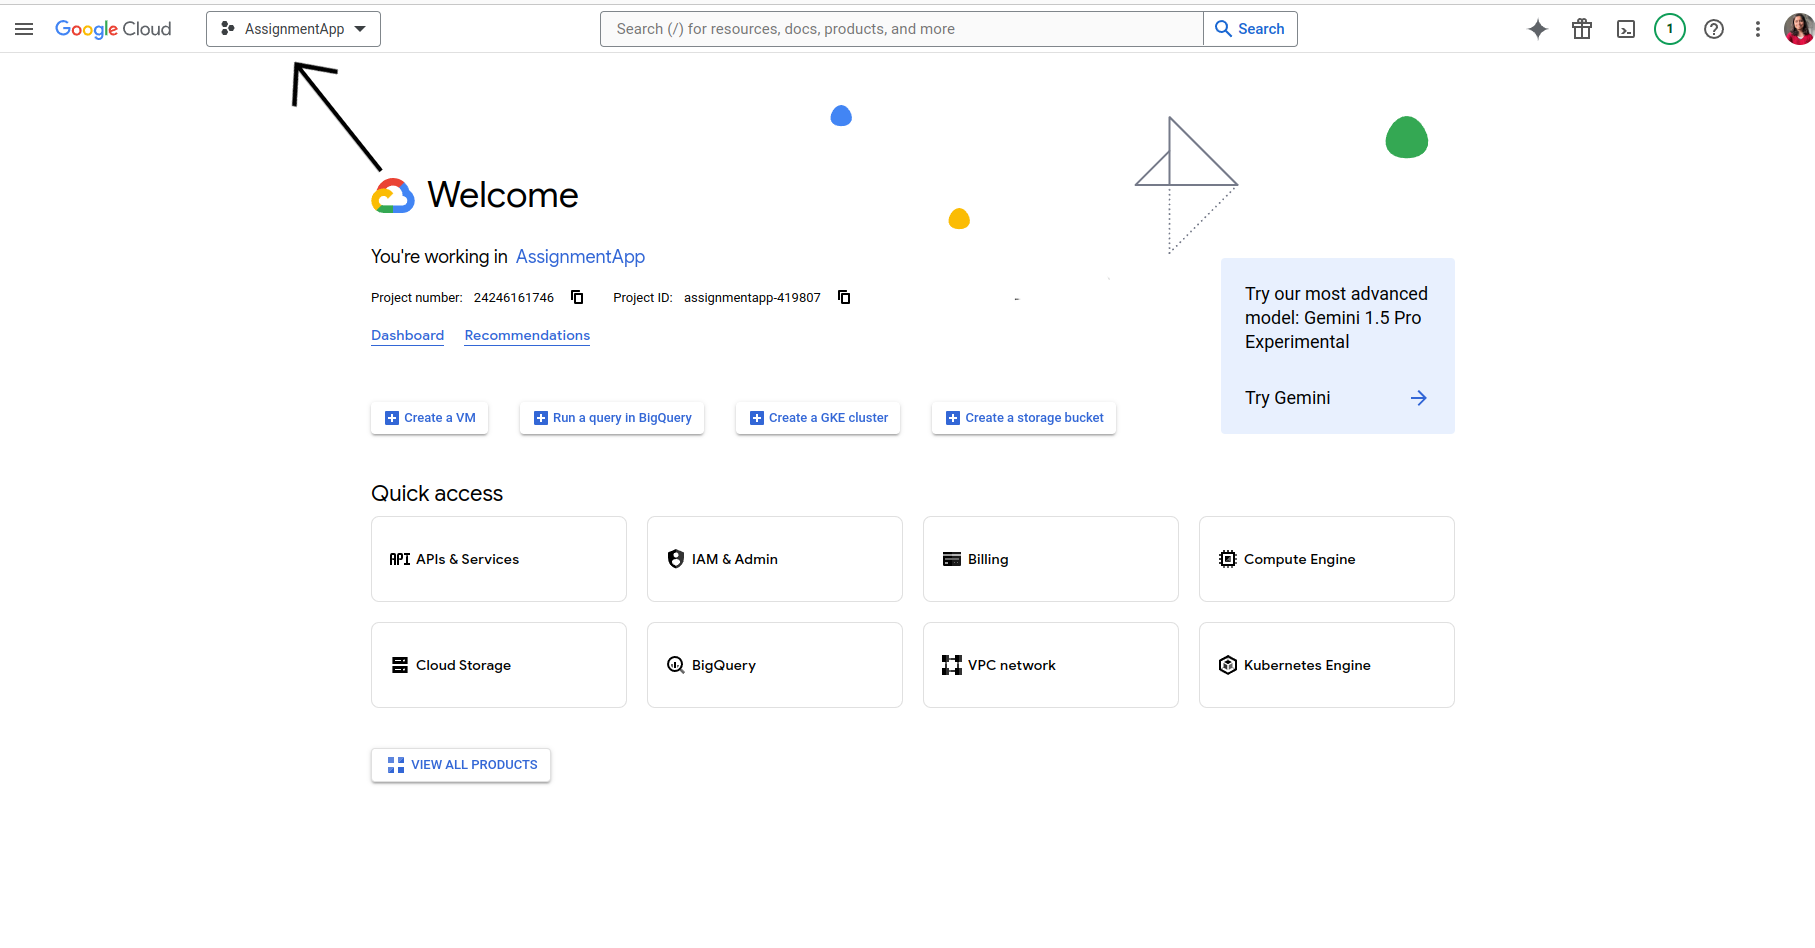 Google Cloud
AssignmentApp
Search (/) for resources, docs, products, and more
Search
1
Welcome
You're working in AssignmentApp
Project number: 24246161746 Project ID: assignmentapp-419807
Dashboard Recommendations
Try our most advanced
model: Gemini 1.5 Pro
Experimental
Try Gemini
Create a VM Run a query in BigQuery Create a GKE cluster Create a storage bucket
Quick access
API APIs & Services IAM & Admin Billing Compute Engine
Cloud Storage BigQuery VPC network Kubernetes Engine
VIEW ALL PRODUCTS